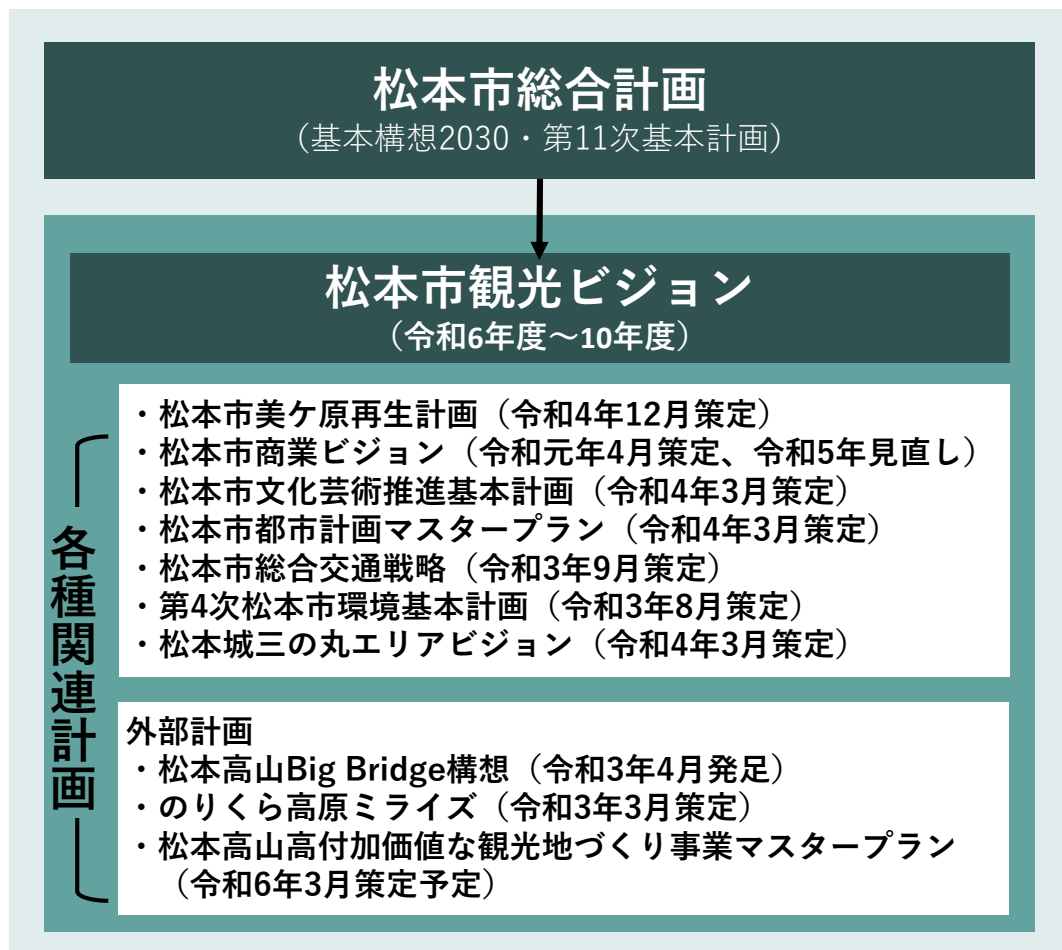 松本市総合計画
（基本構想2030・第11次基本計画）
松本市観光ビジョン
（令和6年度～10年度）
各種関連計画
・松本市美ケ原再生計画（令和4年12月策定）
・松本市商業ビジョン（令和元年4月策定、令和5年見直し）
・松本市文化芸術推進基本計画（令和4年3月策定）
・松本市都市計画マスタープラン（令和4年3月策定）
・松本市総合交通戦略（令和3年9月策定）
・第4次松本市環境基本計画（令和3年8月策定）
・松本城三の丸エリアビジョン（令和4年3月策定）
外部計画
・松本高山Big Bridge構想（令和3年4月発足）
・のりくら高原ミライズ（令和3年3月策定）
・松本高山高付加価値な観光地づくり事業マスタープラン
（令和6年3月策定予定）